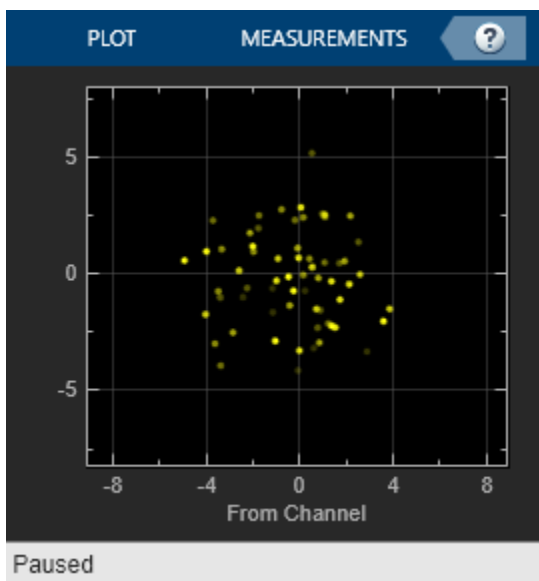 PLOT MEASUREMENTS ?
5
0
-5
-8 -4 0 4 8
From Channel
Paused